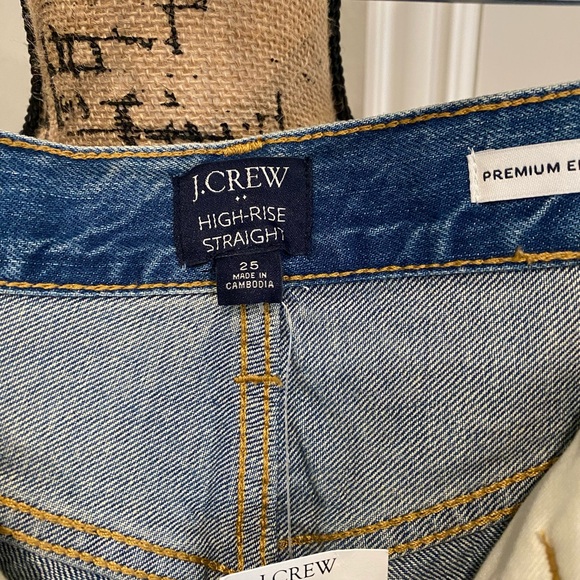 J.CREW
HIGH-RISE
STRAIGHT
25
MADE IN
CAMBODIA
PREMIUM
J.CREW